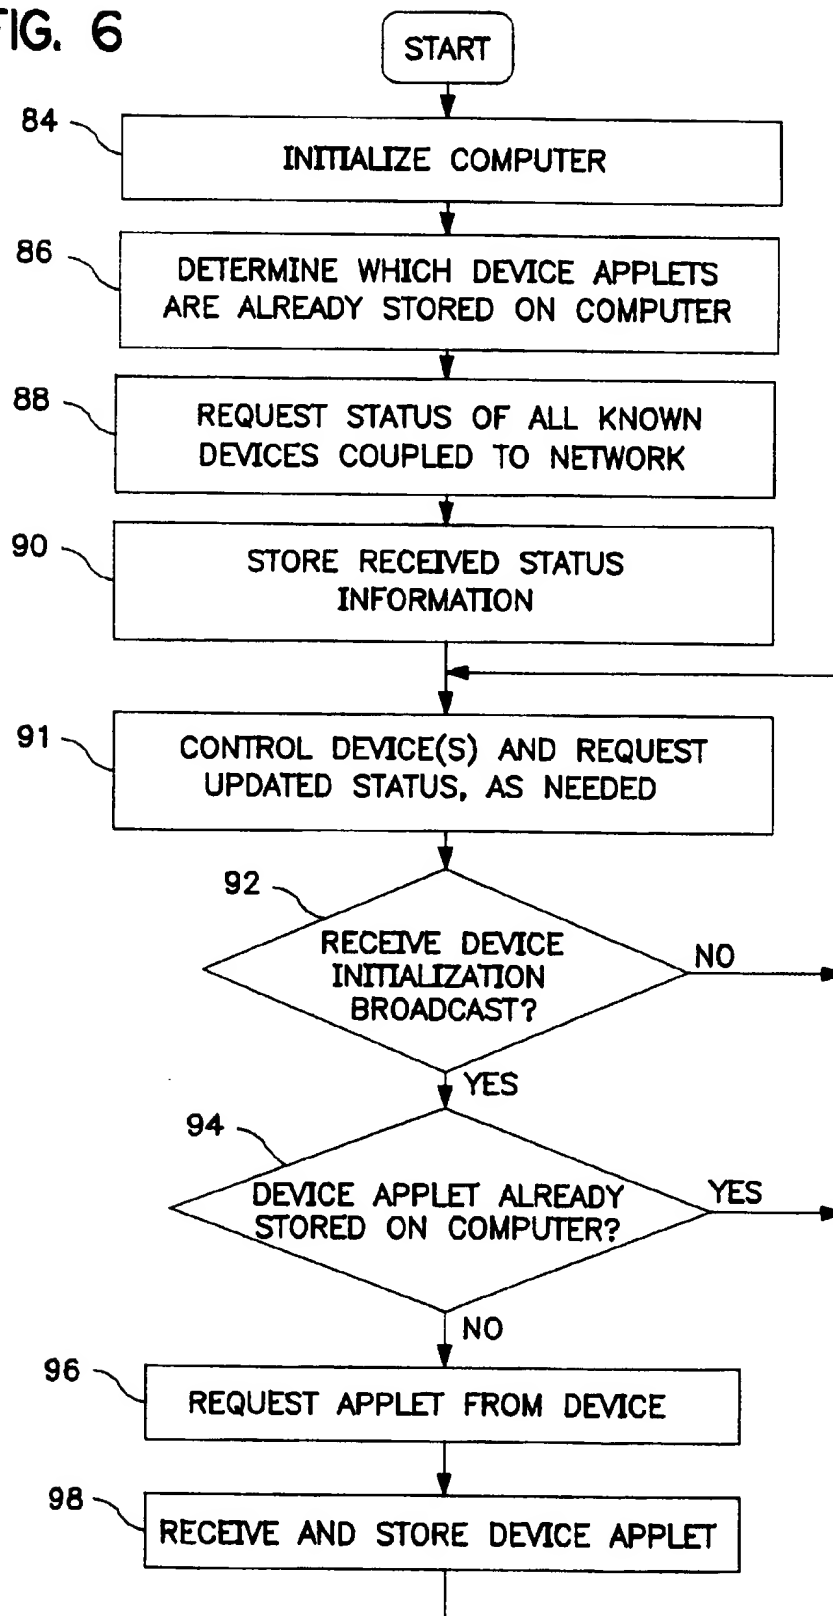 FIG. 6
START
84
INITIALIZE COMPUTER
86
DETERMINE WHICH DEVICE APPLETS
ARE ALREADY STORED ON COMPUTER
88
REQUEST STATUS OF ALL KNOWN
DEVICES COUPLED TO NETWORK
90
STORE RECEIVED STATUS
INFORMATION
91
CONTROL DEVICE(S) AND REQUEST
UPDATED STATUS, AS NEEDED
92
RECEIVE DEVICE
INITIALIZATION
BROADCAST?
NO
YES
94
DEVICE APPLET ALREADY
STORED ON COMPUTER?
YES
NO
96
REQUEST APPLET FROM DEVICE
98
RECEIVE AND STORE DEVICE APPLET